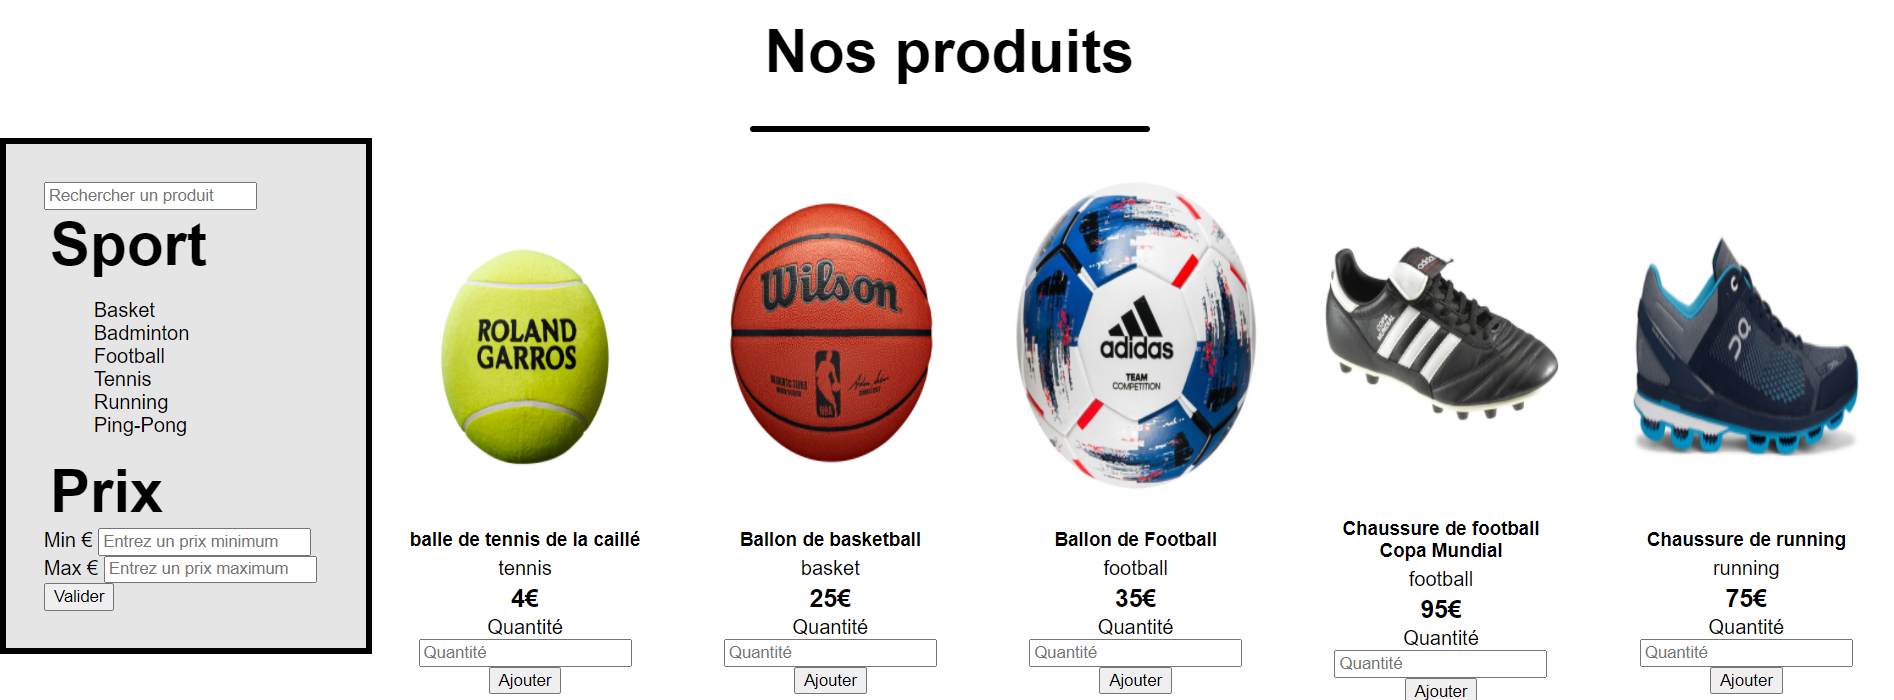 Nos produits
Rechercher un produit
Sport
Basket
Badminton
Football
Tennis
Running
Ping-Pong
Prix
Min € Entrez un prix minimum
Max € Entrez un prix maximum
Valider
ROLAND
GARROS
balle de tennis de la caillé
tennis
4€
Quantité
Quantité
Ajouter
Wilson
NBA
Ballon de basketball
basket
25€
Quantité
Quantité
Ajouter
adidas
TEAM
COMPETITION
Ballon de Football
football
35€
Quantité
Quantité
Ajouter
adidas
COPA
MUNDIAL
Chaussure de football
Copa Mundial
football
95€
Quantité
Quantité
Ajouter
Chaussure de running
running
75€
Quantité
Quantité
Ajouter